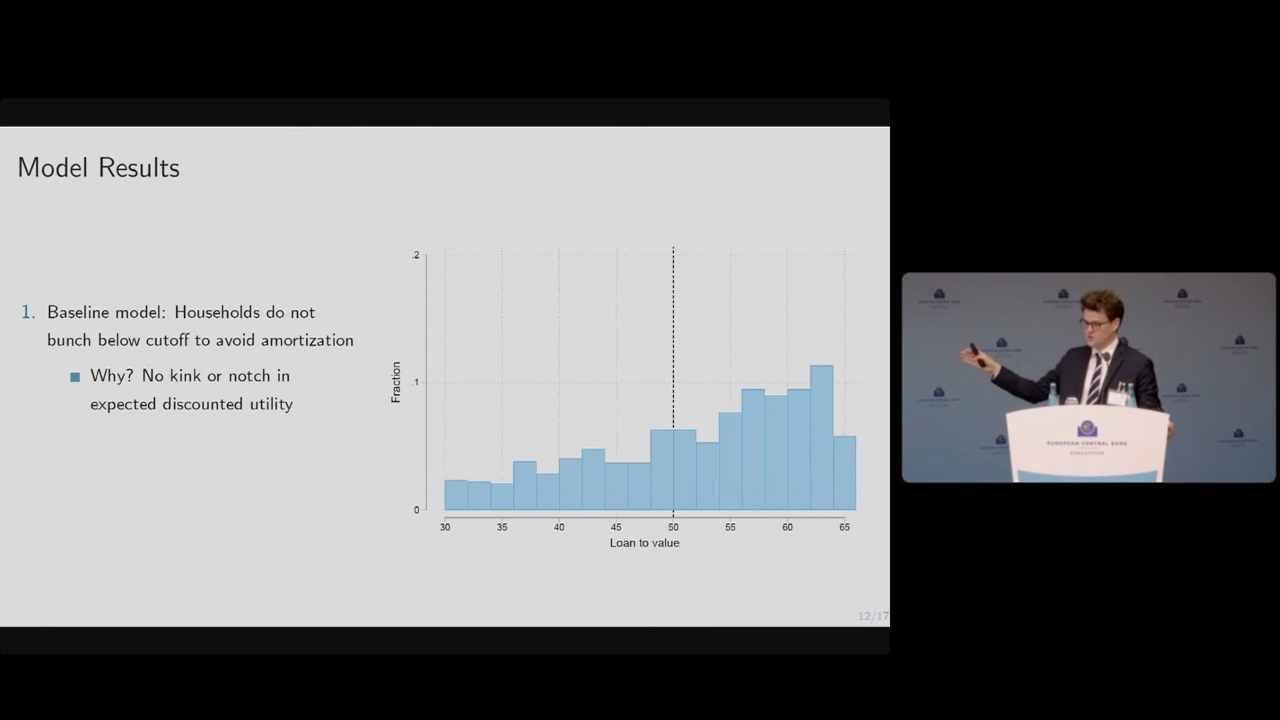 Model Results
1. Baseline model: Households do not
bunch below cutoff to avoid amortization
Why? No kink or notch in
expected discounted utility
.2
.1
0
Fraction
30 35 40 45 50 55 60 65
Loan to value
12/17
EUROPEAN CENTRAL BANK
EUROSYSTEM